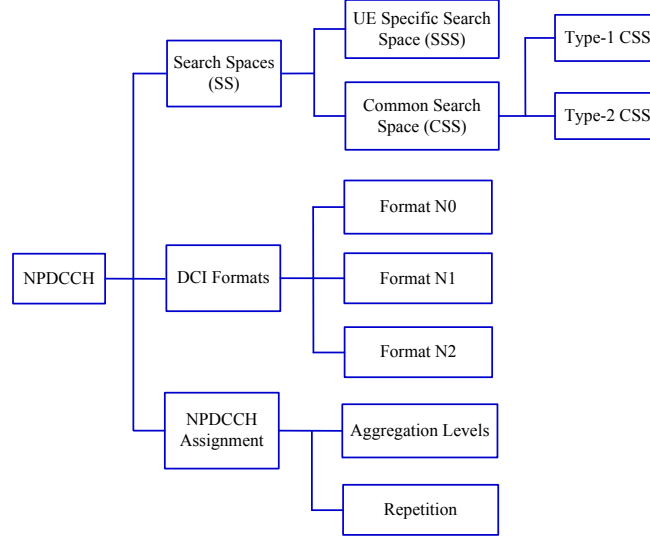 UE Specific Search
Space (SSS)
Type-1 CSS
Search Spaces
(SS)
Common Search
Space (CSS)
Type-2 CSS
Format N0
NPDCCH
DCI Formats
Format N1
Format N2
NPDCCH
Assignment
Aggregation Levels
Repetition